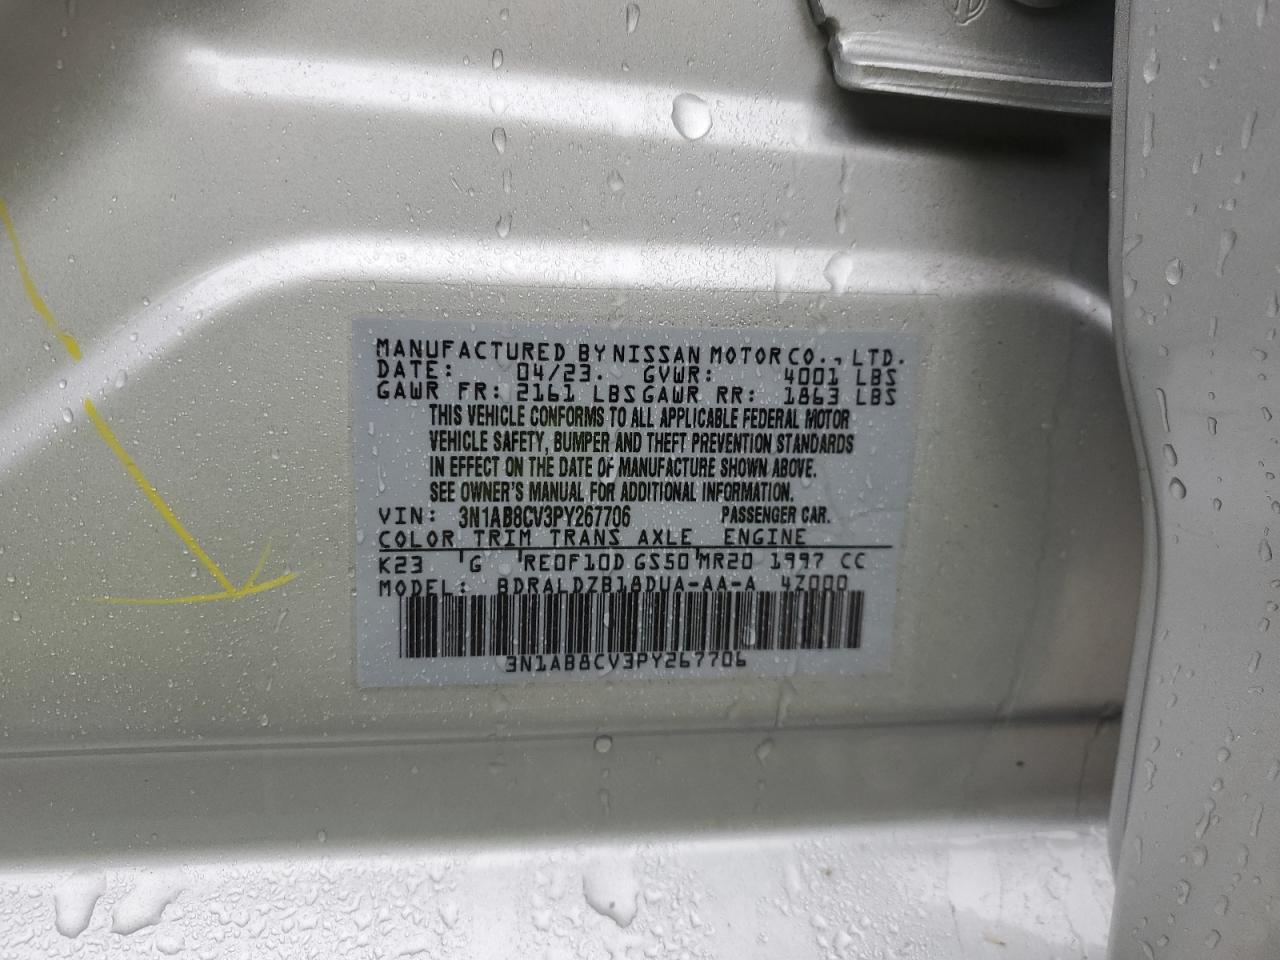 MANUFACTURED BY NISSAN MOTOR CO., LTD.
DATE: 04/23. GVWR: 4001 LBS
GAWR FR: 2161 LBS GAWR RR: 1863 LBS
THIS VEHICLE CONFORMS TO ALL APPLICABLE FEDERAL MOTOR
VEHICLE SAFETY, BUMPER AND THEFT PREVENTION STANDARDS
IN EFFECT ON THE DATE OF MANUFACTURE SHOWN ABOVE.
SEE OWNER'S MANUAL FOR ADDITIONAL INFORMATION.
VIN: 3N1AB8CV3PY267706 PASSENGER CAR.
COLOR TRIM TRANS AXLE ENGINE
K23 G RE0F10D GS50 MR20 1997 CC
MODEL: BDRALDZB18DUA-AA-A 4Z000
3N1AB8CV3PY267706